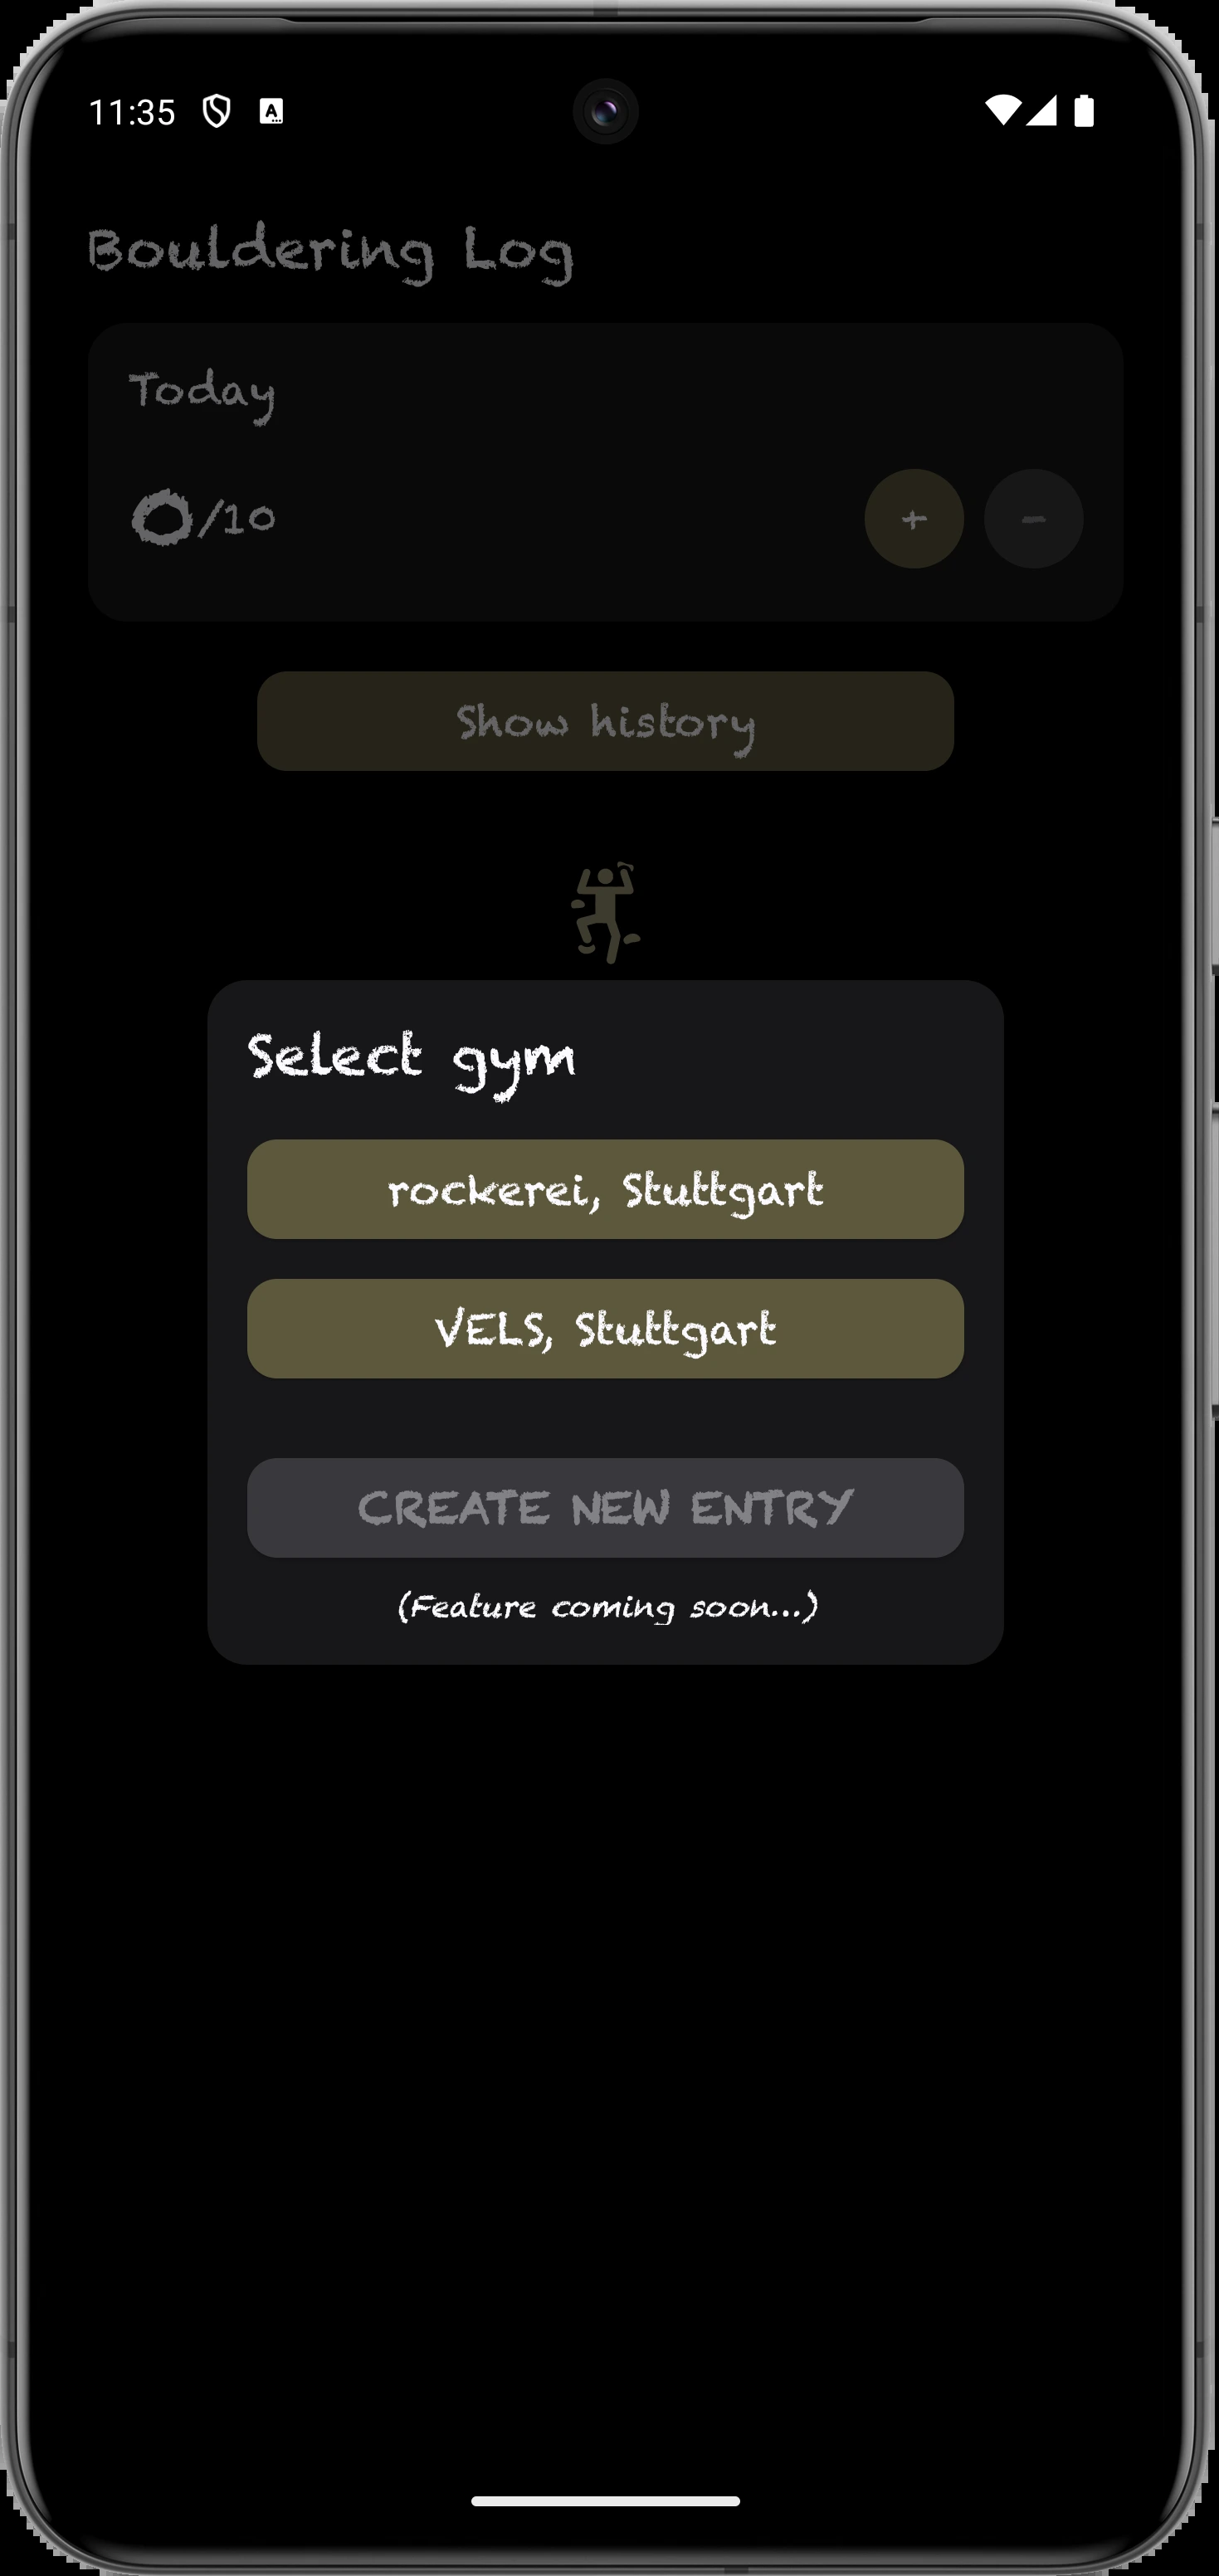 11:35
Bouldering Log
Today
0/10
+ −
Show history
Select gym
rockerei, Stuttgart
VELS, Stuttgart
CREATE NEW ENTRY
(Feature coming soon...)